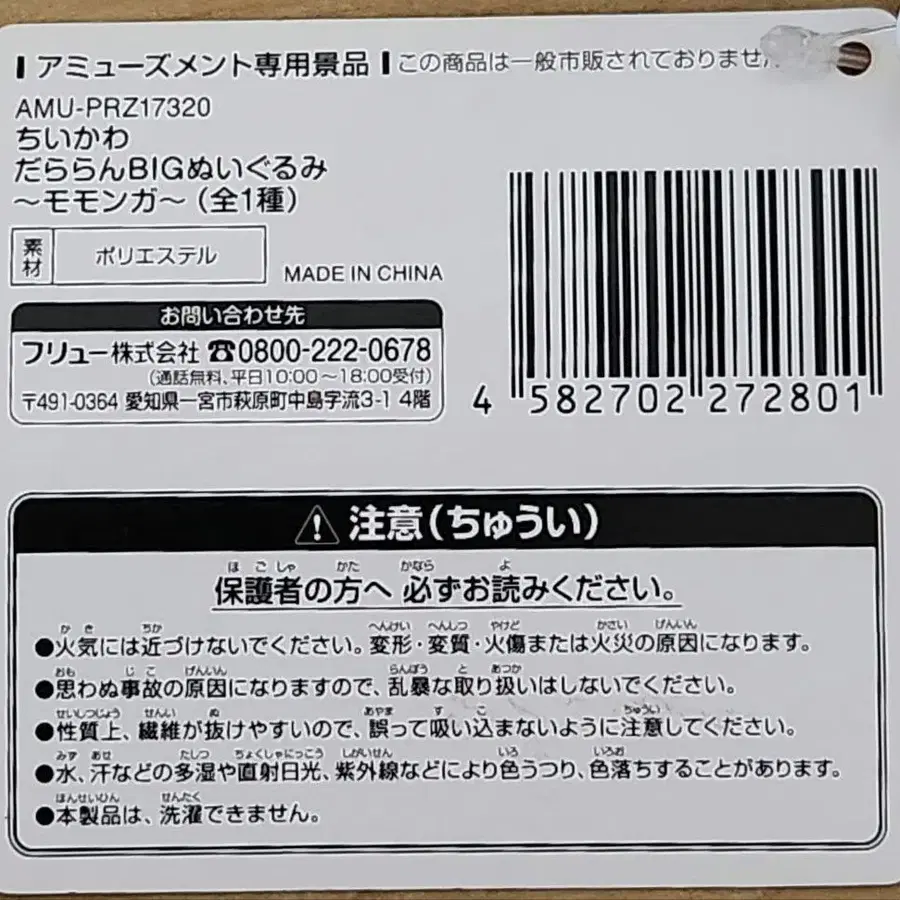 アミューズメント専用景品 この商品は一般市販されておりません
AMU-PRZ17320
ちいかわ
だららんBIGぬいぐるみ
～モモンガ～（全1種）
素材 ポリエステル
MADE IN CHINA
お問い合わせ先
フリュー株式会社 ☎0800-222-0678
（通話無料、平日10:00～18:00受付）
〒491-0364 愛知県一宮市萩原町中島字流3-1 4階
4 582702 272801
注意（ちゅうい）
保護者の方へ 必ずお読みください。
●火気には近づけないでください。変形・変質・火傷または火災の原因になります。
●思わぬ事故の原因になりますので、乱暴な取り扱いはしないでください。
●性質上、繊維が抜けやすいので、誤って吸い込まないように注意してください。
●水、汗などの多湿や直射日光、紫外線などにより色うつり、色落ちすることがあります。
●本製品は、洗濯できません。